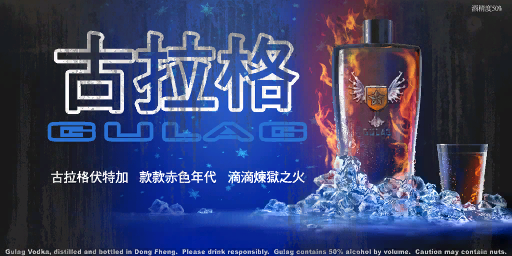 酒精度50%
古拉格
GULAG
古拉格伏特加 款款赤色年代 滴滴煉獄之火
GULAG
Gulag Vodka, distilled and bottled in Dong Fheng. Please drink responsibly. Gulag contains 50% alcohol by volume. Caution may contain nuts.